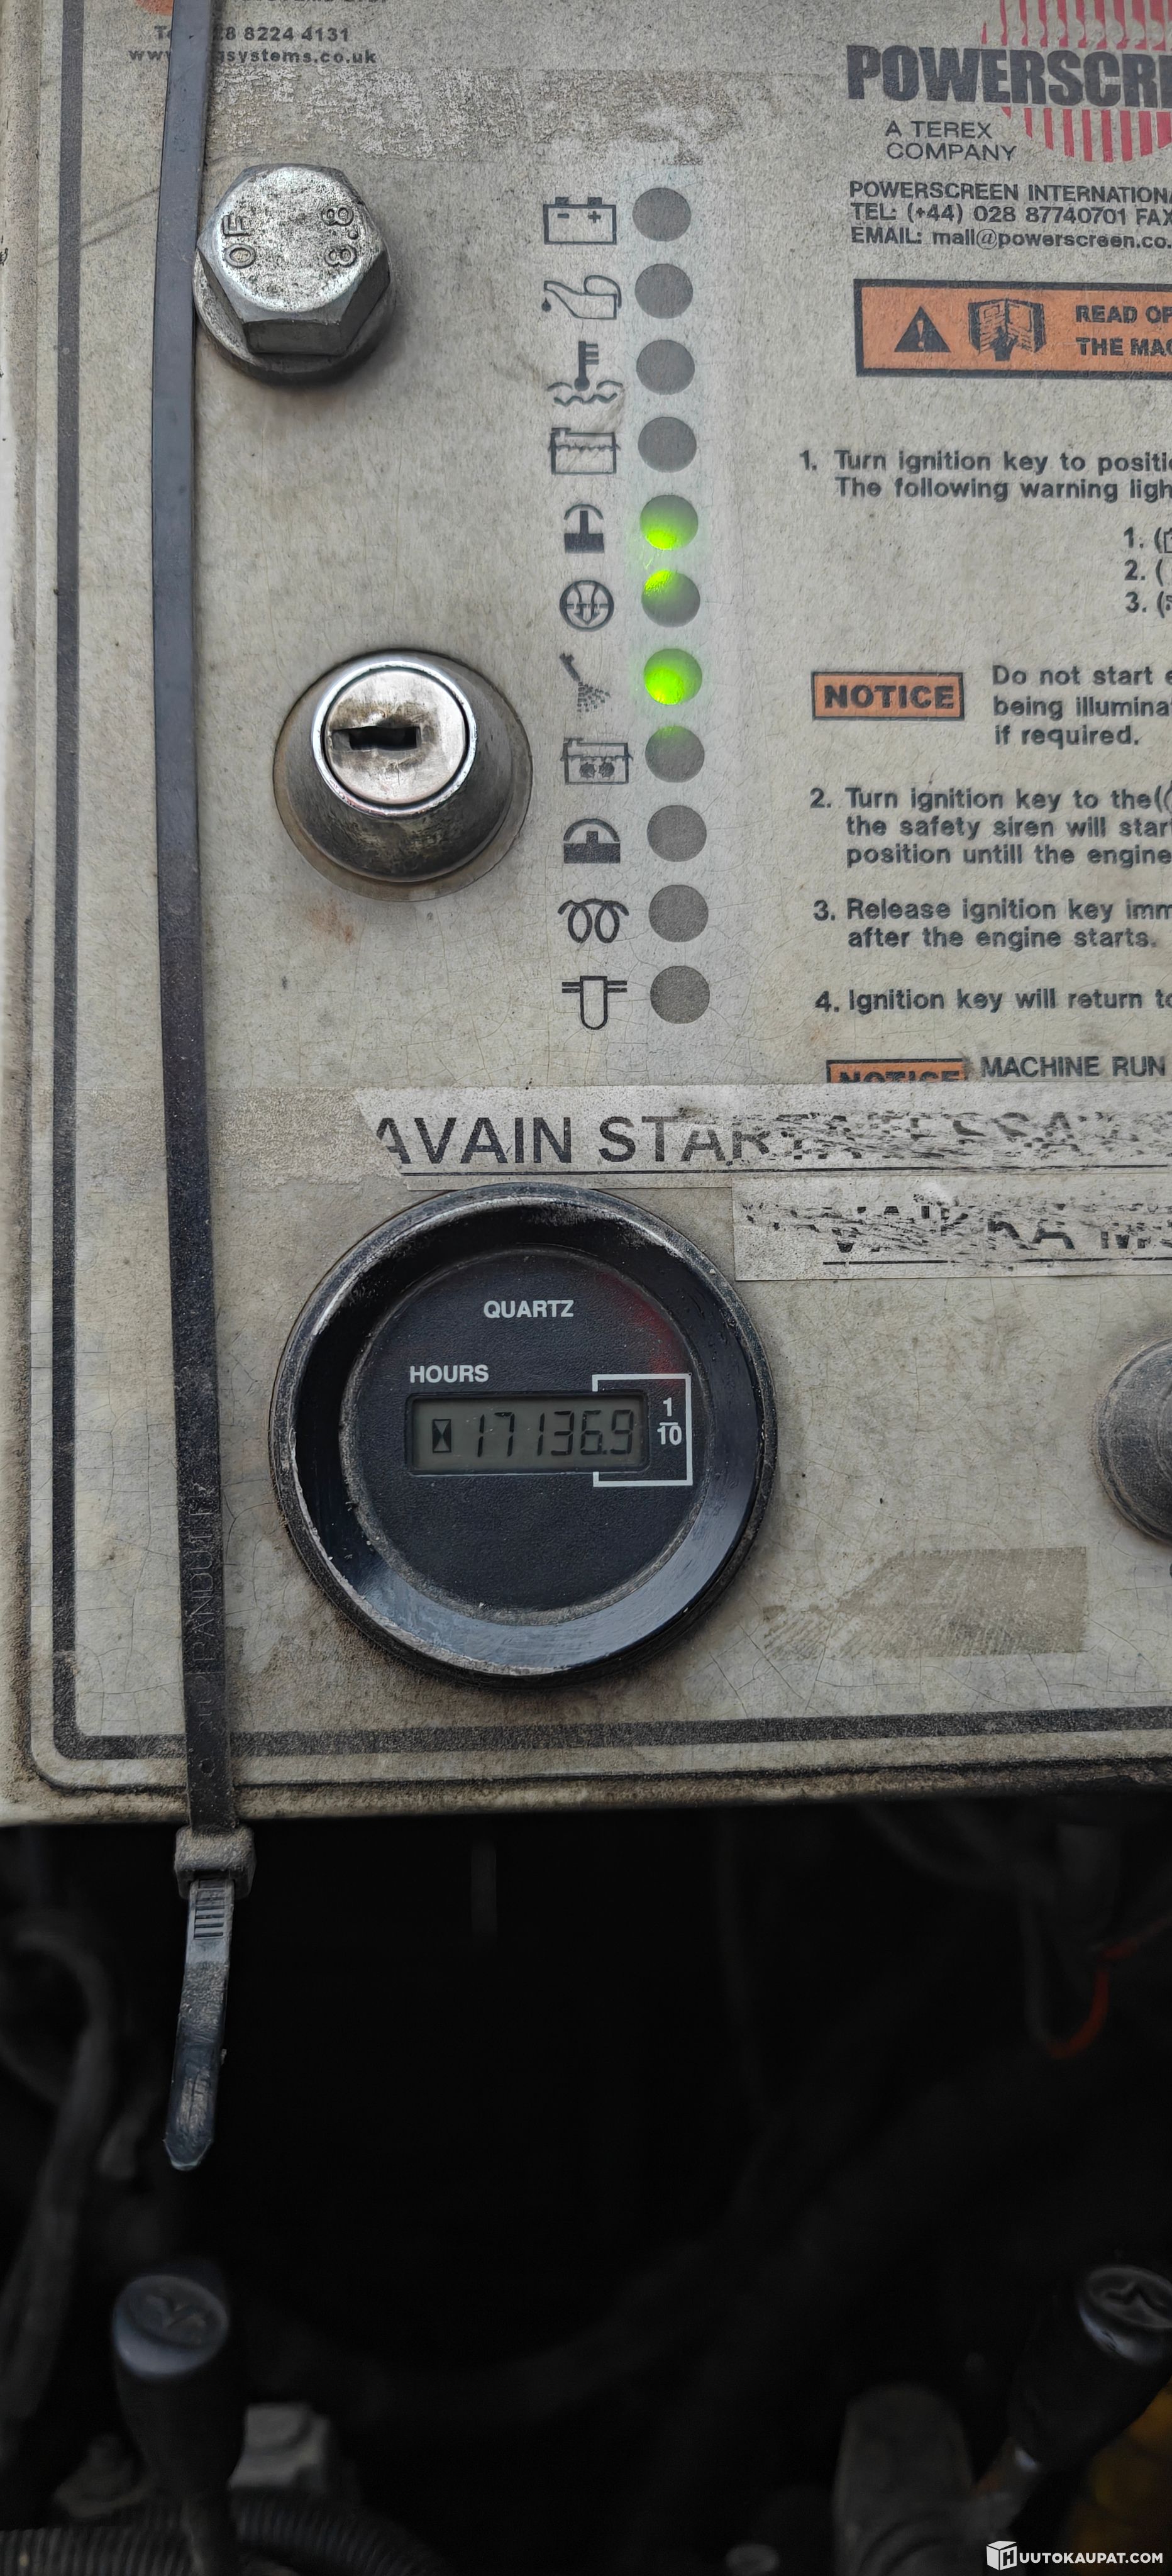 8224 4131
systems.co.uk
POWERSCRE
A TEREX
COMPANY
POWERSCREEN INTERNATIONA
TEL: (+44) 028 87740701 FAX
EMAIL: mail@powerscreen.co.
8.8
READ OP
THE MAC
1. Turn ignition key to positi
The following warning ligh
1. (
2. (
3. (
NOTICE
Do not start e
being illumina
if required.
2. Turn ignition key to the((
the safety siren will star
position untill the engine
3. Release ignition key imm
after the engine starts.
4. Ignition key will return to
NOTICE
MACHINE RUN
AVAIN START
QUARTZ
HOURS
17136.9
1/10
PANDUIT
HUUTOKAUPAT.COM